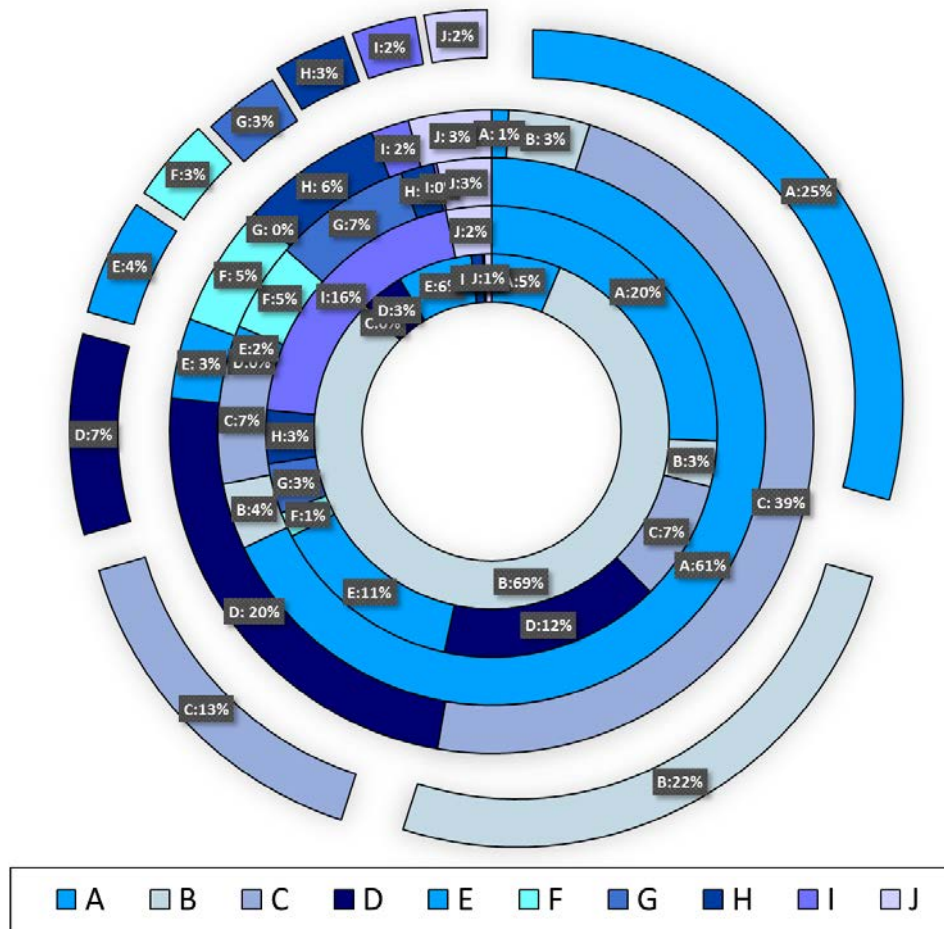 J:2%
I:2%
H:3%
G:3%
F:3%
E:4%
D:7%
C:13%
B:22%
A:25%
A: 1%
B: 3%
C: 39%
D: 20%
E: 3%
F: 5%
G: 0%
H: 6%
I: 2%
J: 3%
A:61%
B:4%
C:7%
E:2%
F:5%
G:7%
H:
J:3%
A:20%
B:3%
C:7%
D:12%
E:11%
F:1%
G:3%
H:3%
I:16%
J:2%
B:69%
D:3%
J:1%
A B C D E F G H I J